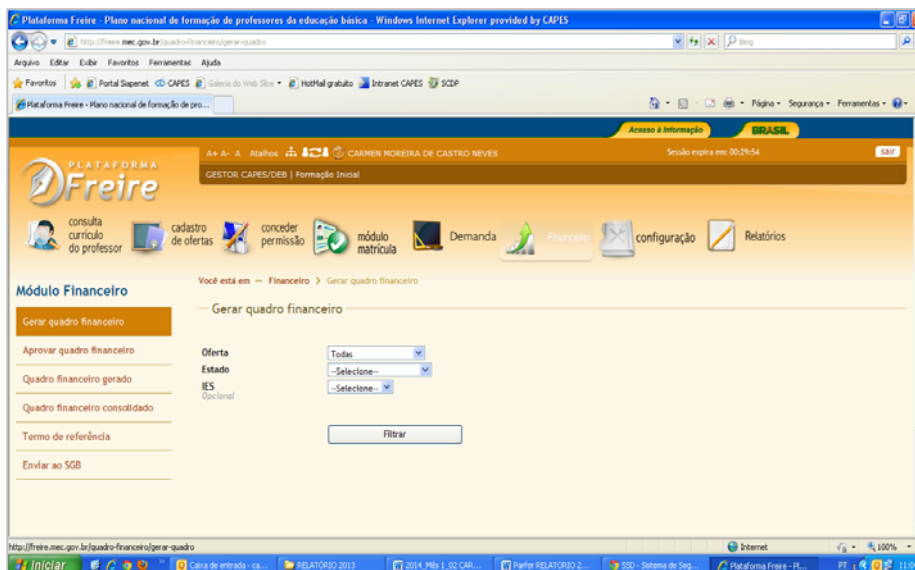 Plataforma Freire - Plano nacional de formação de professores da educação básica - Windows Internet Explorer provided by CAPES
http://freire.mec.gov.br/quadro-financeiro/gerar-quadro
Bing
Arquivo Editar Exibir Favoritos Ferramentas Ajuda
Favoritos Portal Siapenet CAPES Galeria do Web Slice HotMail gratuito Intranet CAPES SCDP
Plataforma Freire - Plano nacional de formação de pro...
Página Segurança Ferramentas
Acesso à Informação BRASIL
A+ A- A Atalhos CARMEN MOREIRA DE CASTRO NEVES Sessão expira em: 00:29:54 sair
PLATAFORMA
Freire
GESTOR CAPES/DEB | Formação Inicial
consulta currículo do professor
cadastro de ofertas
conceder permissão
módulo matrícula
Demanda
Financeiro
configuração
Relatórios
Você está em Financeiro > Gerar quadro financeiro
Módulo Financeiro
Gerar quadro financeiro
Aprovar quadro financeiro
Quadro financeiro gerado
Quadro financeiro consolidado
Termo de referência
Enviar ao SGB
Gerar quadro financeiro
Oferta Todas
Estado --Selecione--
IES --Selecione--
Opcional
Filtrar
http://freire.mec.gov.br/quadro-financeiro/gerar-quadro
Internet 100%
Iniciar Caixa de entrada - ca... RELATÓRIO 2013 2014_Mês 1_02 CAR... Parfor RELATORIO 2... SSD - Sistema de Seg... Plataforma Freire - Pl... PT